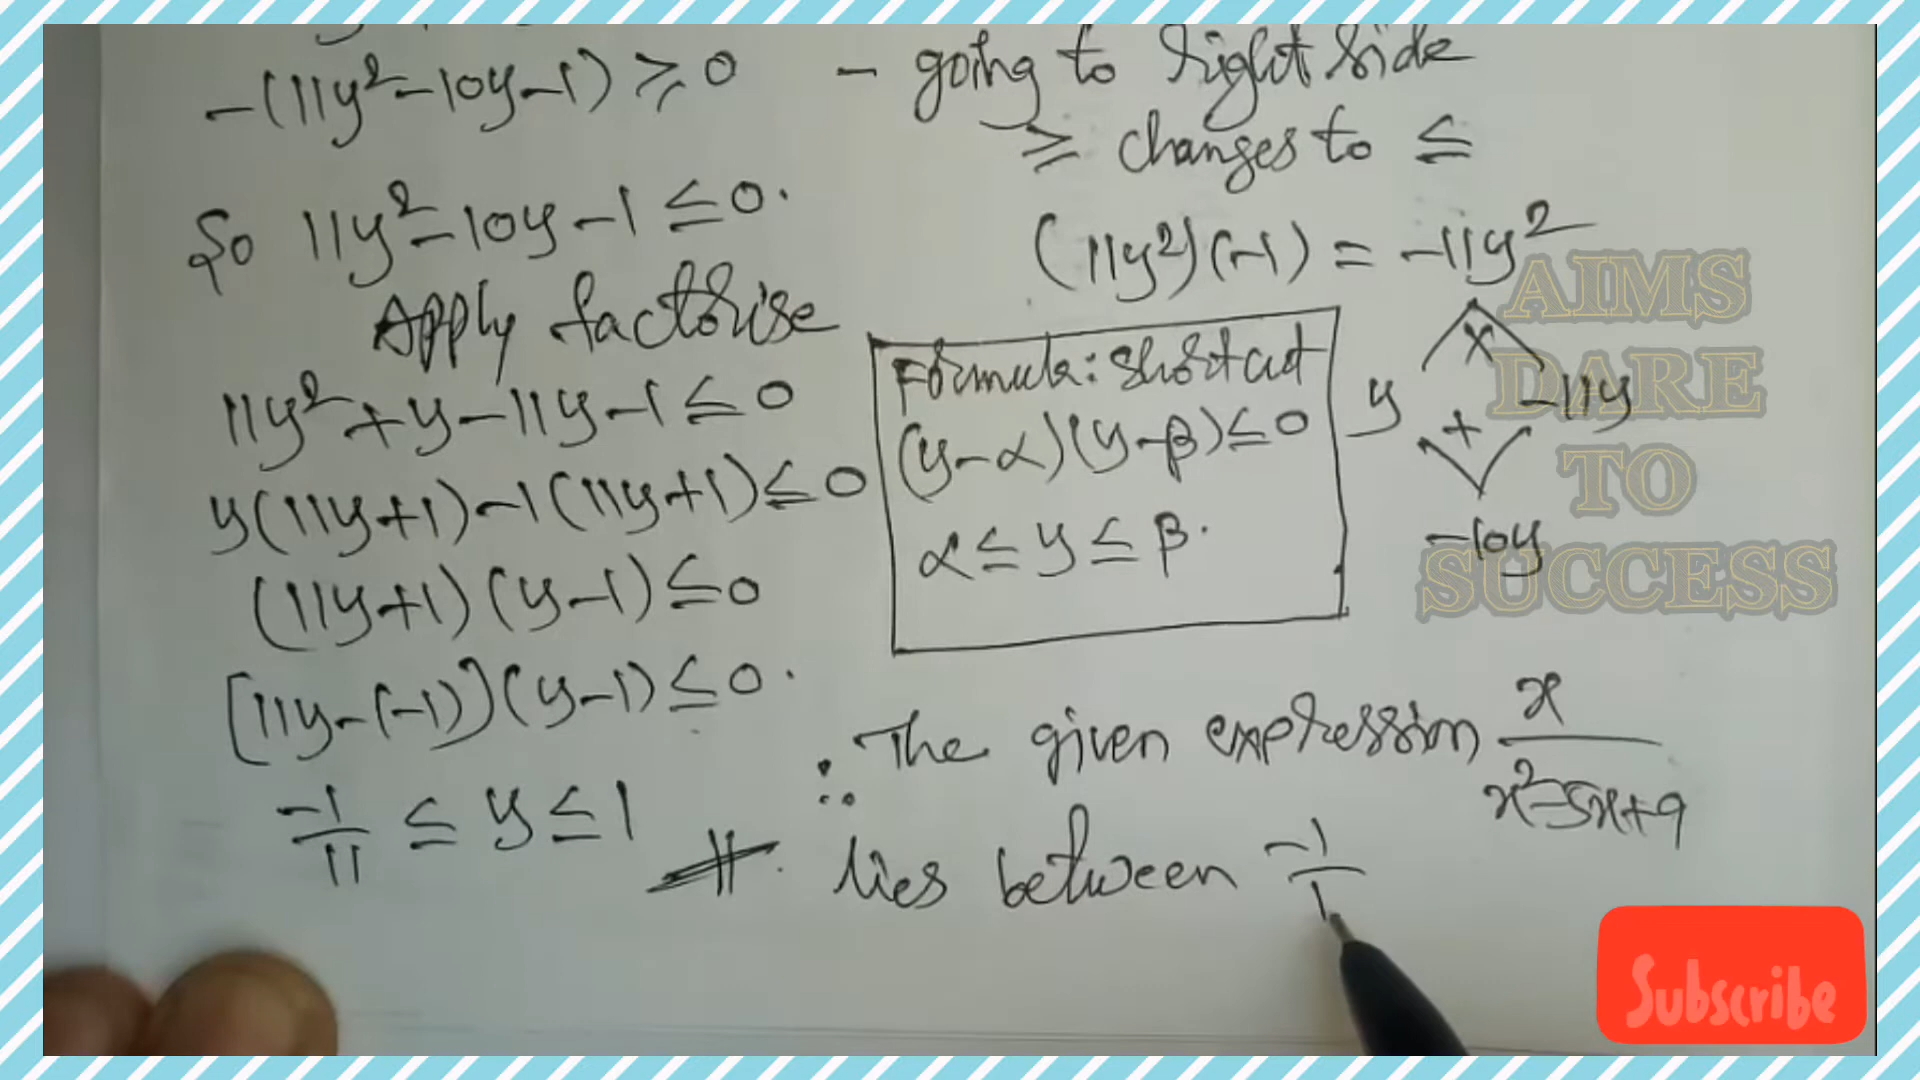 -(11y²-10y-1) ≥ 0 - going to right side
≥ changes to ≤
So 11y²-10y-1 ≤ 0.
Apply factorise
11y²+y-11y-1 ≤ 0
y(11y+1)-1(11y+1) ≤ 0
(11y+1)(y-1) ≤ 0
[11y-(-1)](y-1) ≤ 0.
-1/11 ≤ y ≤ 1
(11y²)(-1) = -11y²
×
y -11y
+
-10y
Formula: Shortcut
(y-α)(y-β) ≤ 0
α ≤ y ≤ β.
∴ The given expression x/x²-5x+9
lies between -1/1
AIMS
DARE
TO
SUCCESS
Subscribe